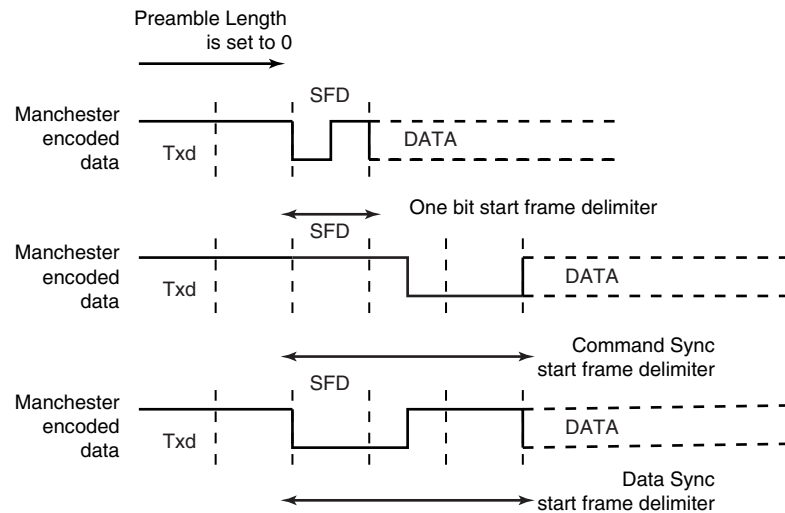 Preamble Length
is set to 0
SFD
Manchester
encoded
data
Txd
DATA
One bit start frame delimiter
SFD
Manchester
encoded
data
Txd
DATA
Command Sync
start frame delimiter
SFD
Manchester
encoded
data
Txd
DATA
Data Sync
start frame delimiter